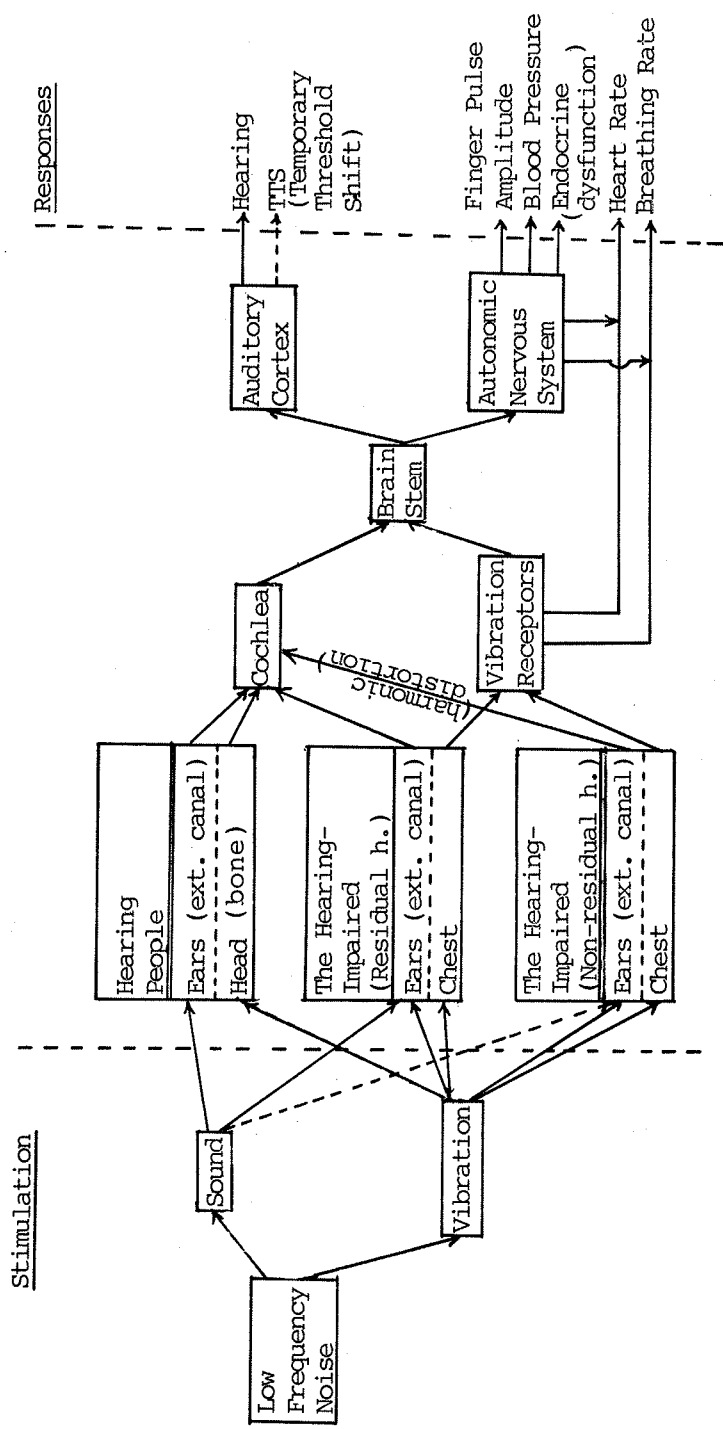 Stimulation
Responses
Low
Frequency
Noise
Sound
Vibration
Hearing
People
Ears (ext. canal)
Head (bone)
The Hearing-
Impaired
(Residual h.)
Ears (ext. canal)
Chest
The Hearing-
Impaired
(Non-residual h.)
Ears (ext. canal)
Chest
Cochlea
(harmonic
distortion)
Vibration
Receptors
Brain
Stem
Auditory
Cortex
Autonomic
Nervous
System
Hearing
TTS
(Temporary
Threshold
Shift)
Finger Pulse
Amplitude
Blood Pressure
(Endocrine
dysfunction)
Heart Rate
Breathing Rate